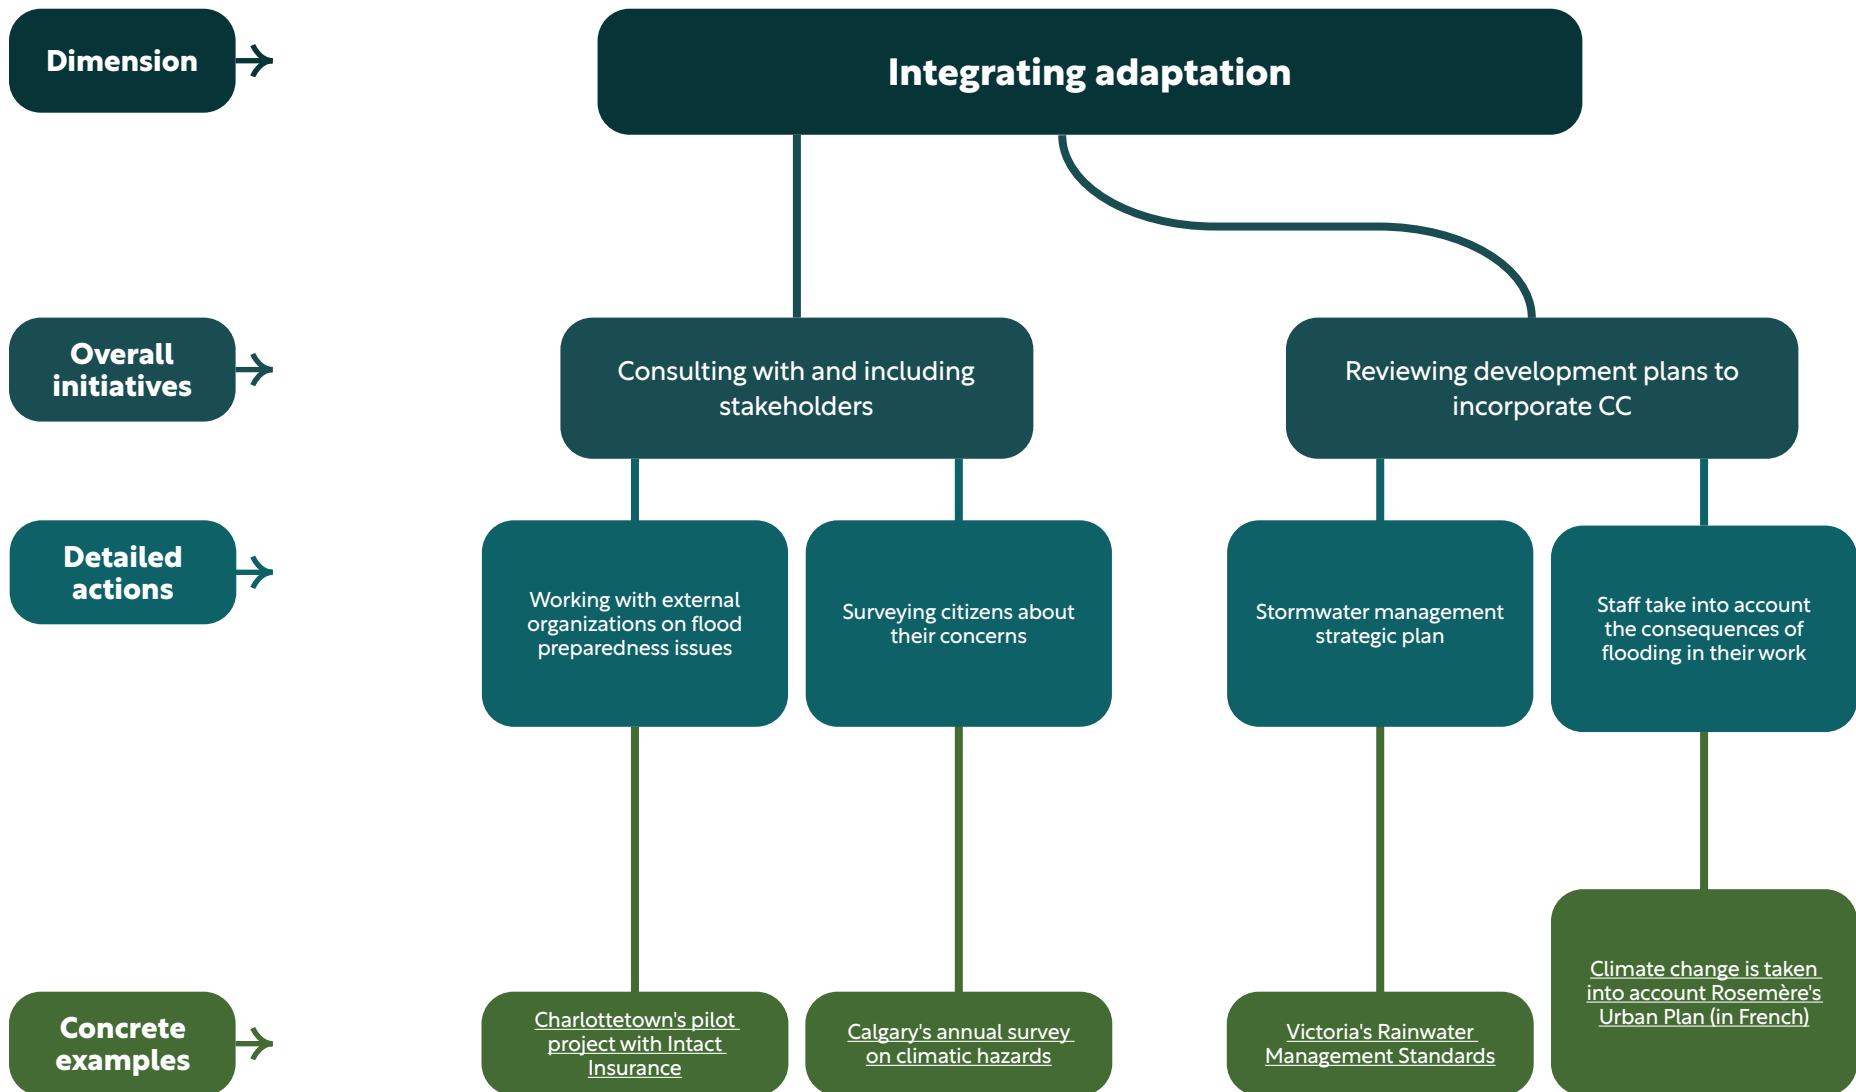 Dimension
Integrating adaptation
Overall
initiatives
Consulting with and including
stakeholders
Reviewing development plans to
incorporate CC
Detailed
actions
Working with external
organizations on flood
preparedness issues
Surveying citizens about
their concerns
Stormwater management
strategic plan
Staff take into account
the consequences of
flooding in their work
Concrete
examples
Charlottetown's pilot
project with Intact
Insurance
Calgary's annual survey
on climatic hazards
Victoria's Rainwater
Management Standards
Climate change is taken
into account Rosemère's
Urban Plan (in French)